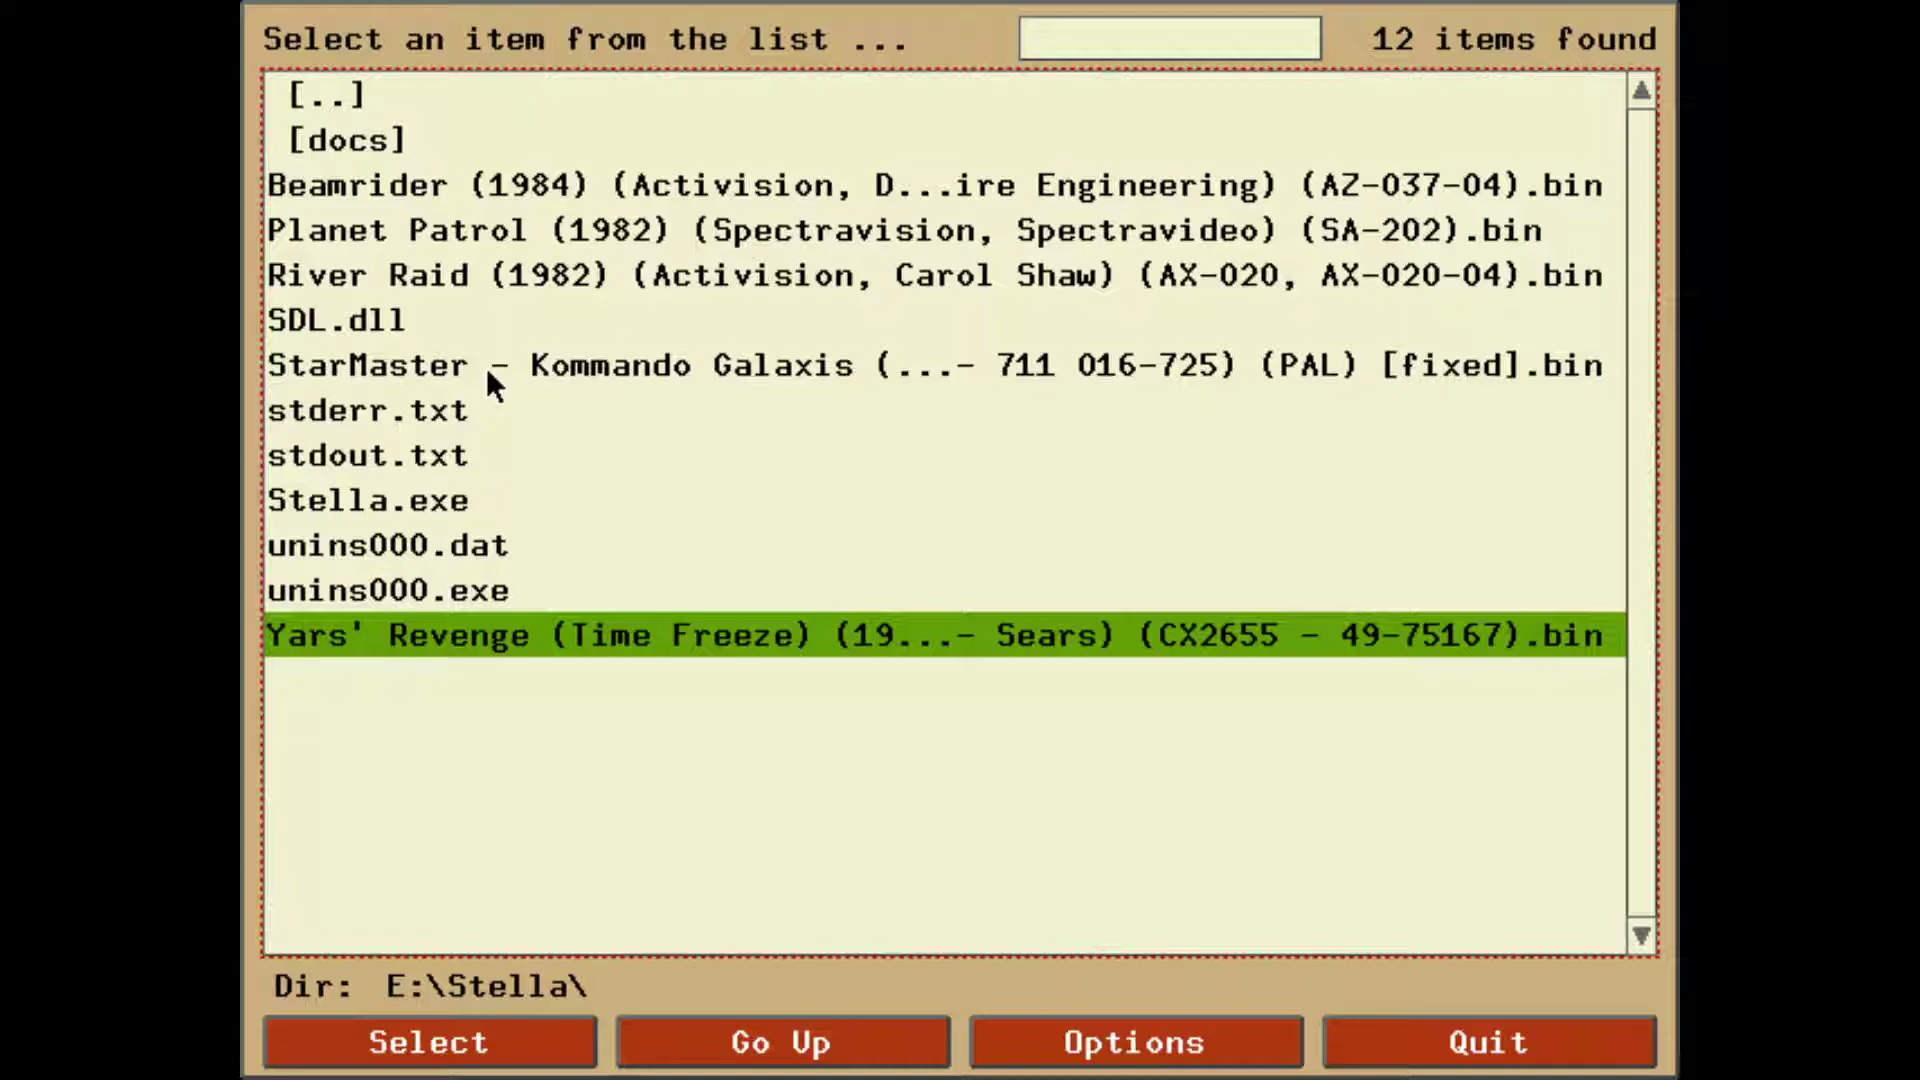 Select an item from the list ... 12 items found
[..]
[docs]
Beamrider (1984) (Activision, D...ire Engineering) (AZ-037-04).bin
Planet Patrol (1982) (Spectravision, Spectravideo) (SA-202).bin
River Raid (1982) (Activision, Carol Shaw) (AX-020, AX-020-04).bin
SDL.dll
StarMaster - Kommando Galaxis (...- 711 016-725) (PAL) [fixed].bin
stderr.txt
stdout.txt
Stella.exe
unins000.dat
unins000.exe
Yars' Revenge (Time Freeze) (19...- Sears) (CX2655 - 49-75167).bin
Dir: E:\Stella\
Select Go Up Options Quit